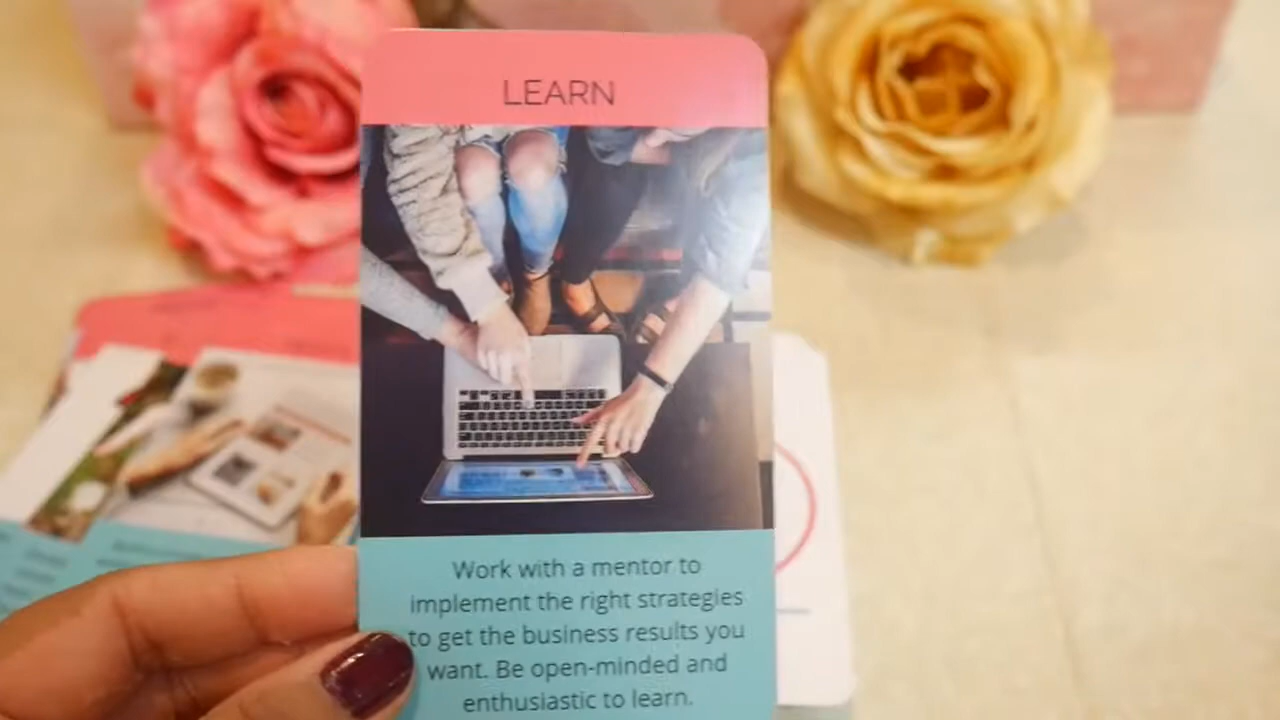 LEARN
Work with a mentor to
implement the right strategies
to get the business results you
want. Be open-minded and
enthusiastic to learn.